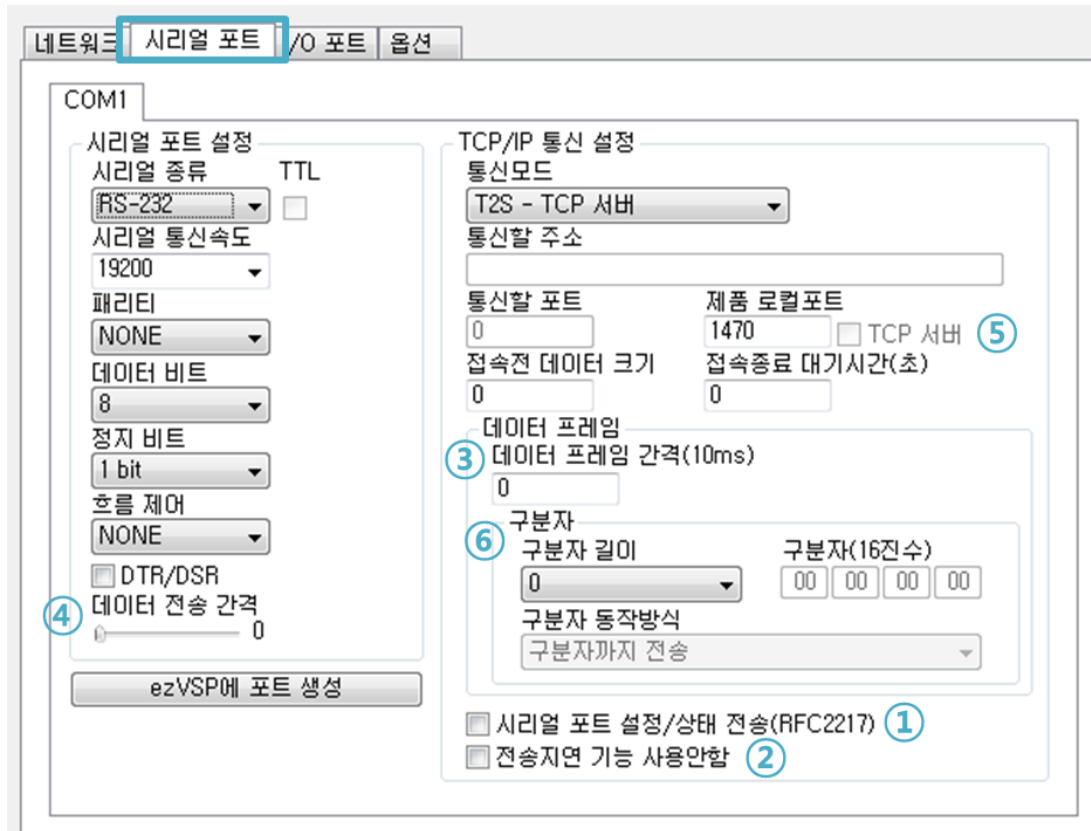 네트워크 시리얼 포트 I/O 포트 옵션
COM1
시리얼 포트 설정
시리얼 종류 TTL
RS-232
시리얼 통신속도
19200
패리티
NONE
데이터 비트
8
정지 비트
1 bit
흐름 제어
NONE
DTR/DSR
④ 데이터 전송 간격
0
ezVSP에 포트 생성
TCP/IP 통신 설정
통신모드
T2S - TCP 서버
통신할 주소
통신할 포트 제품 로컬포트
0 1470 TCP 서버 ⑤
접속전 데이터 크기 접속종료 대기시간(초)
0 0
데이터 프레임
③ 데이터 프레임 간격(10ms)
0
구분자
⑥ 구분자 길이 구분자(16진수)
0 00 00 00 00
구분자 동작방식
구분자까지 전송
시리얼 포트 설정/상태 전송(RFC2217) ①
전송지연 기능 사용안함 ②